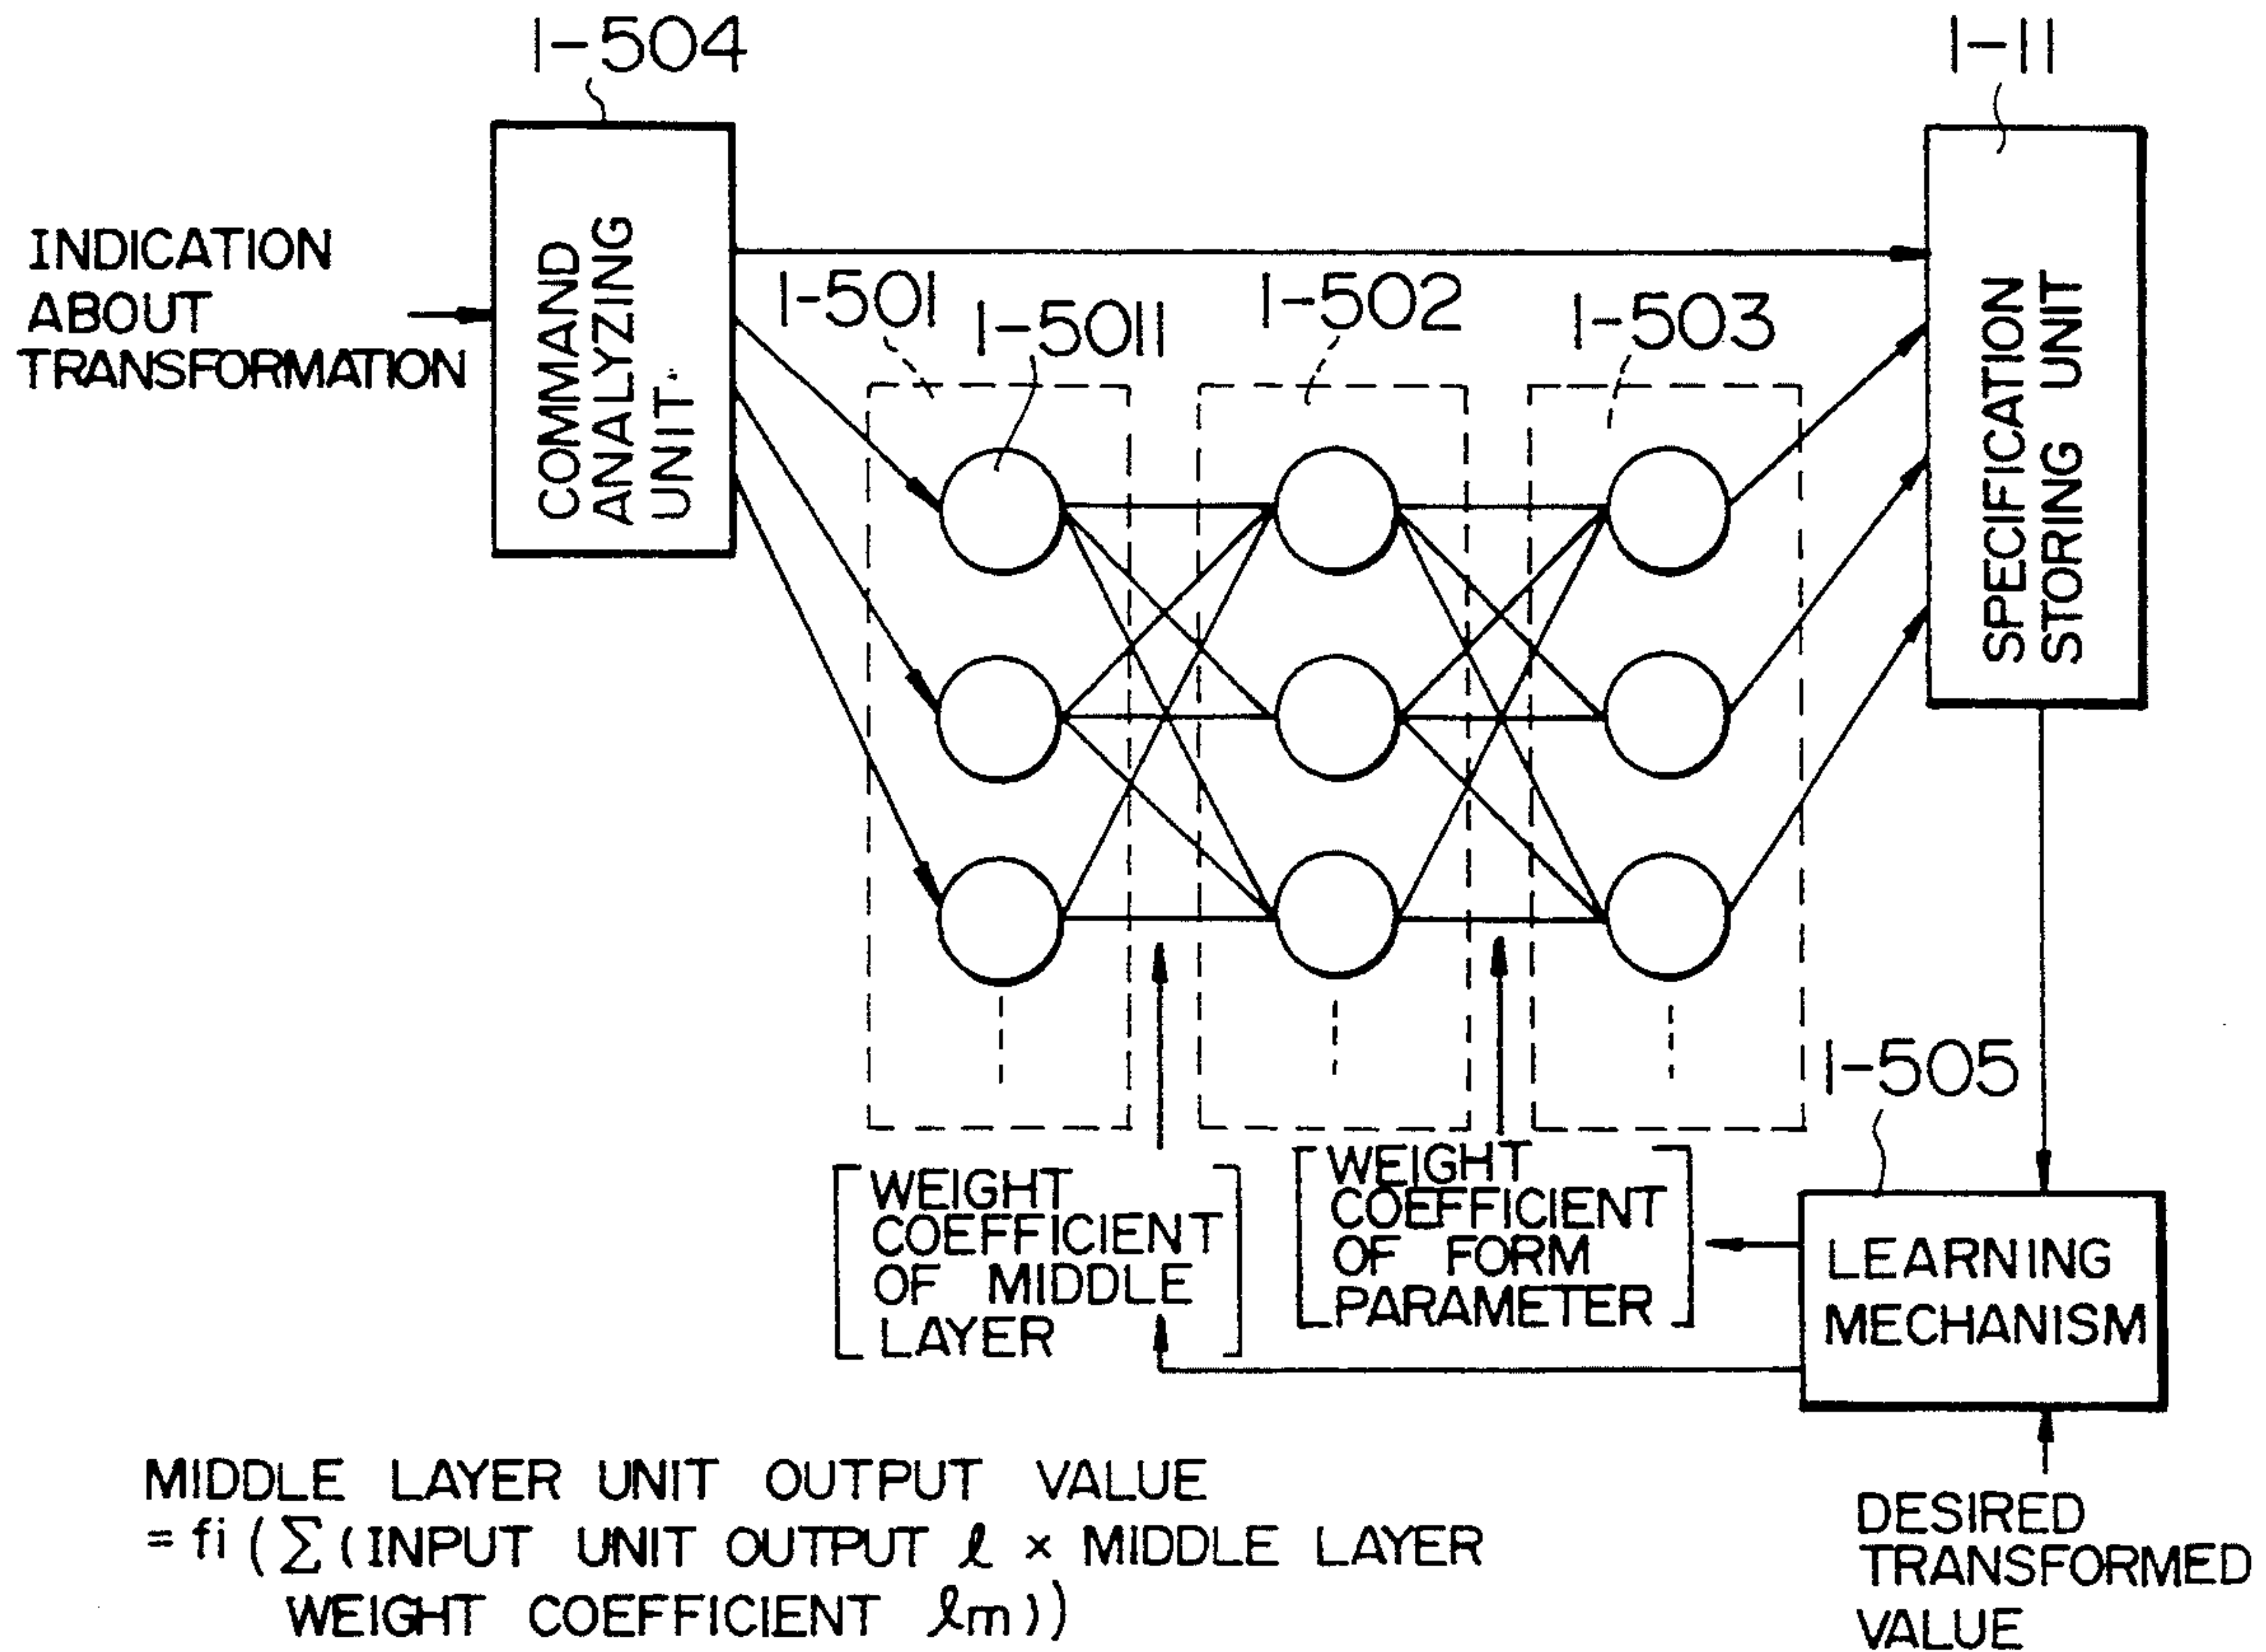 1-504
1-11
INDICATION
ABOUT
TRANSFORMATION
COMMAND
ANALYZING
UNIT
1-501
1-5011
1-502
1-503
SPECIFICATION
STORING UNIT
1-505
WEIGHT
COEFFICIENT
OF MIDDLE
LAYER
WEIGHT
COEFFICIENT
OF FORM
PARAMETER
LEARNING
MECHANISM
MIDDLE LAYER UNIT OUTPUT VALUE
= fi (Σ (INPUT UNIT OUTPUT ℓ × MIDDLE LAYER
WEIGHT COEFFICIENT ℓm))
DESIRED
TRANSFORMED
VALUE